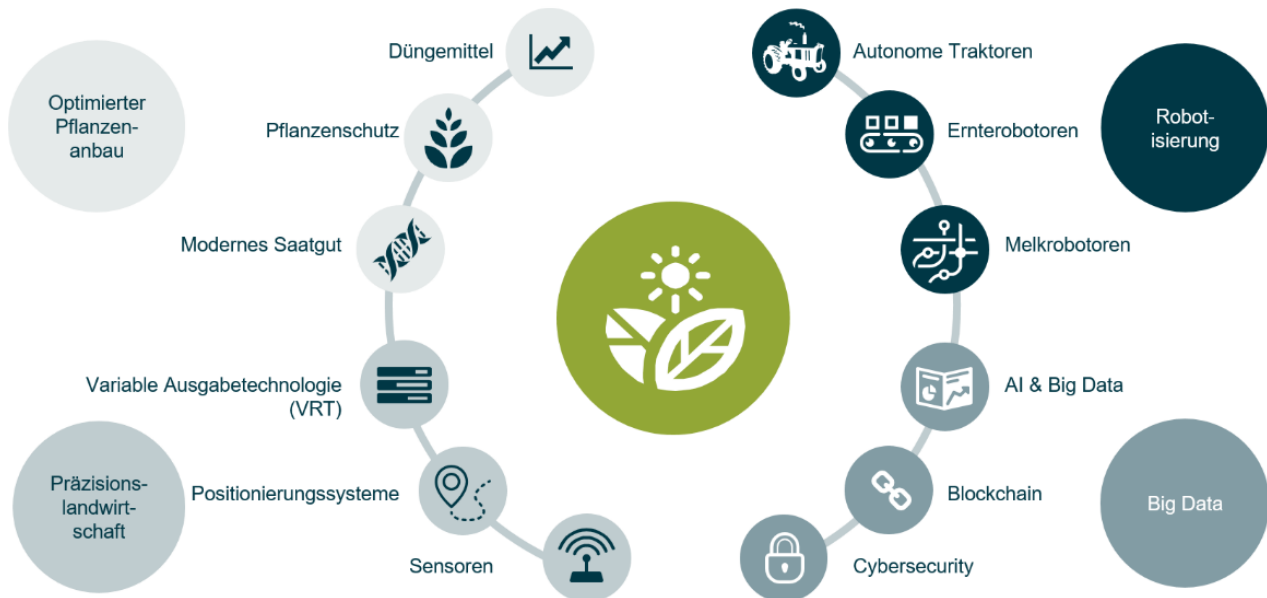 Optimierter
Pflanzen-
anbau
Düngemittel
Pflanzenschutz
Modernes Saatgut
Variable Ausgabetechnologie
(VRT)
Positionierungssysteme
Sensoren
Präzisions-
landwirt-
schaft
Autonome Traktoren
Ernterobotoren
Melkrobotoren
Robot-
isierung
AI & Big Data
Blockchain
Cybersecurity
Big Data